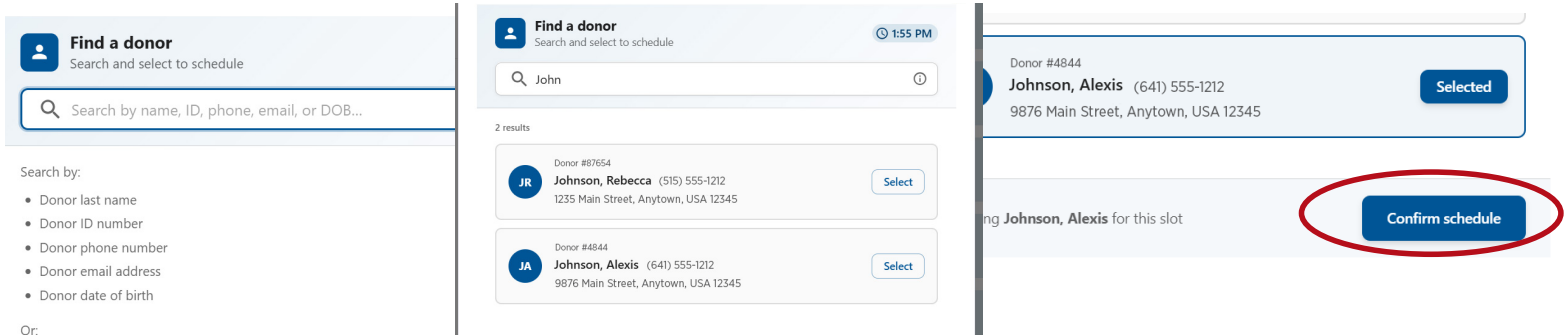 Find a donor
Search and select to schedule
Search by name, ID, phone, email, or DOB...
Search by:
• Donor last name
• Donor ID number
• Donor phone number
• Donor email address
• Donor date of birth
Or:
Find a donor
Search and select to schedule
1:55 PM
John
2 results
Donor #87654
JR
Johnson, Rebecca (515) 555-1212
Select
1235 Main Street, Anytown, USA 12345
Donor #4844
JA
Johnson, Alexis (641) 555-1212
Select
9876 Main Street, Anytown, USA 12345
Donor #4844
Johnson, Alexis (641) 555-1212
Selected
9876 Main Street, Anytown, USA 12345
ng Johnson, Alexis for this slot
Confirm schedule